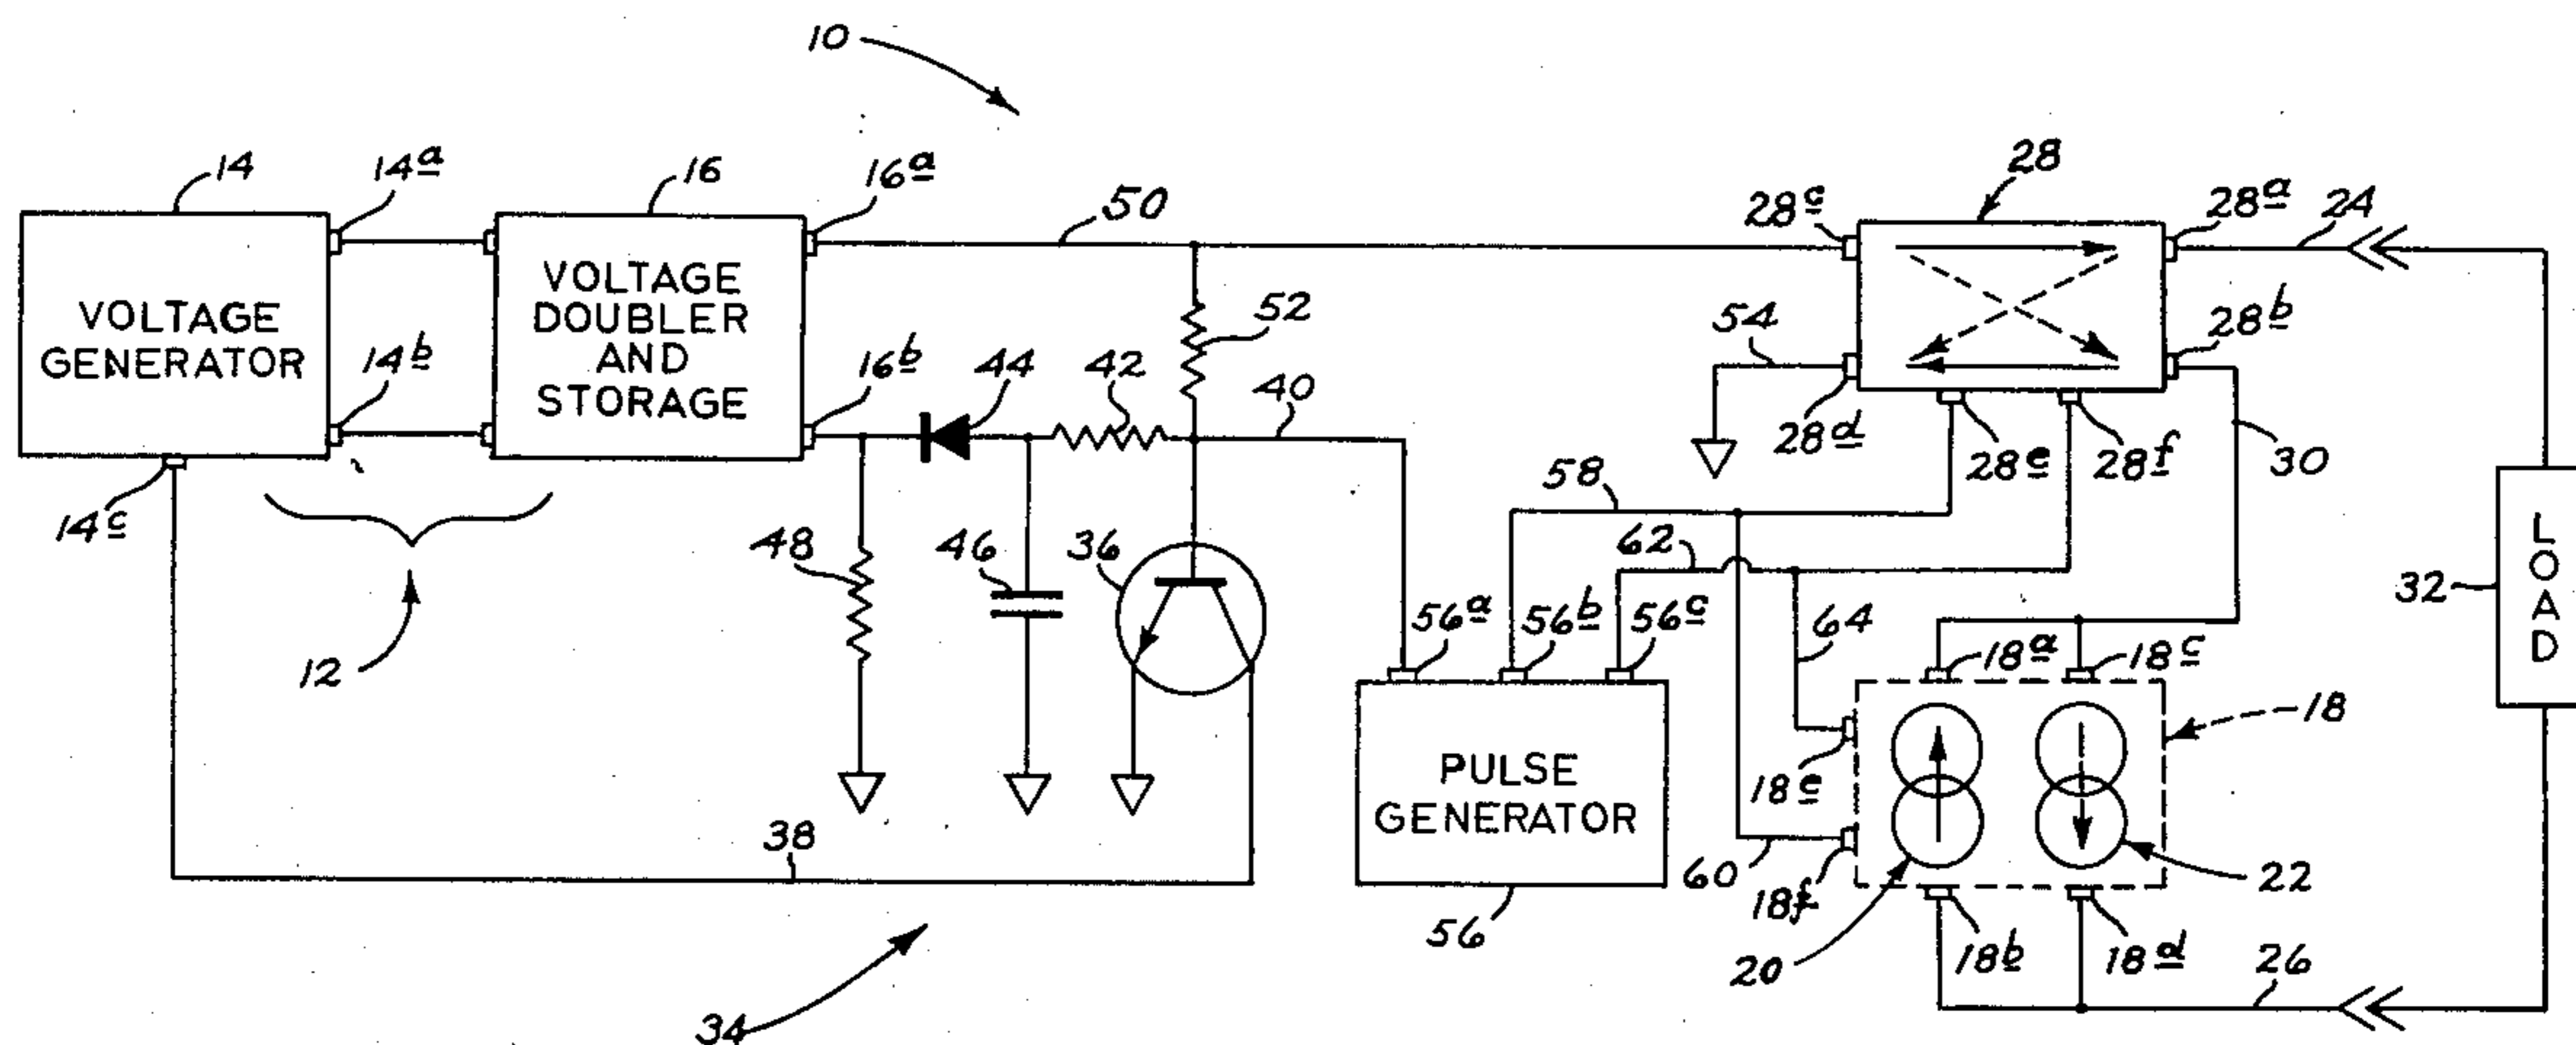 10
14
14a
16
16a
50
28c
28
28a
24
VOLTAGE
GENERATOR
VOLTAGE
DOUBLER
AND
STORAGE
14b
16b
44
42
52
40
54
28d
28e
28f
28b
30
14c
12
48
46
36
58
62
56a
56b
56c
64
18a
18c
18
32
LOAD
PULSE
GENERATOR
18e
18f
60
38
34
56
20
18b
18d
22
26